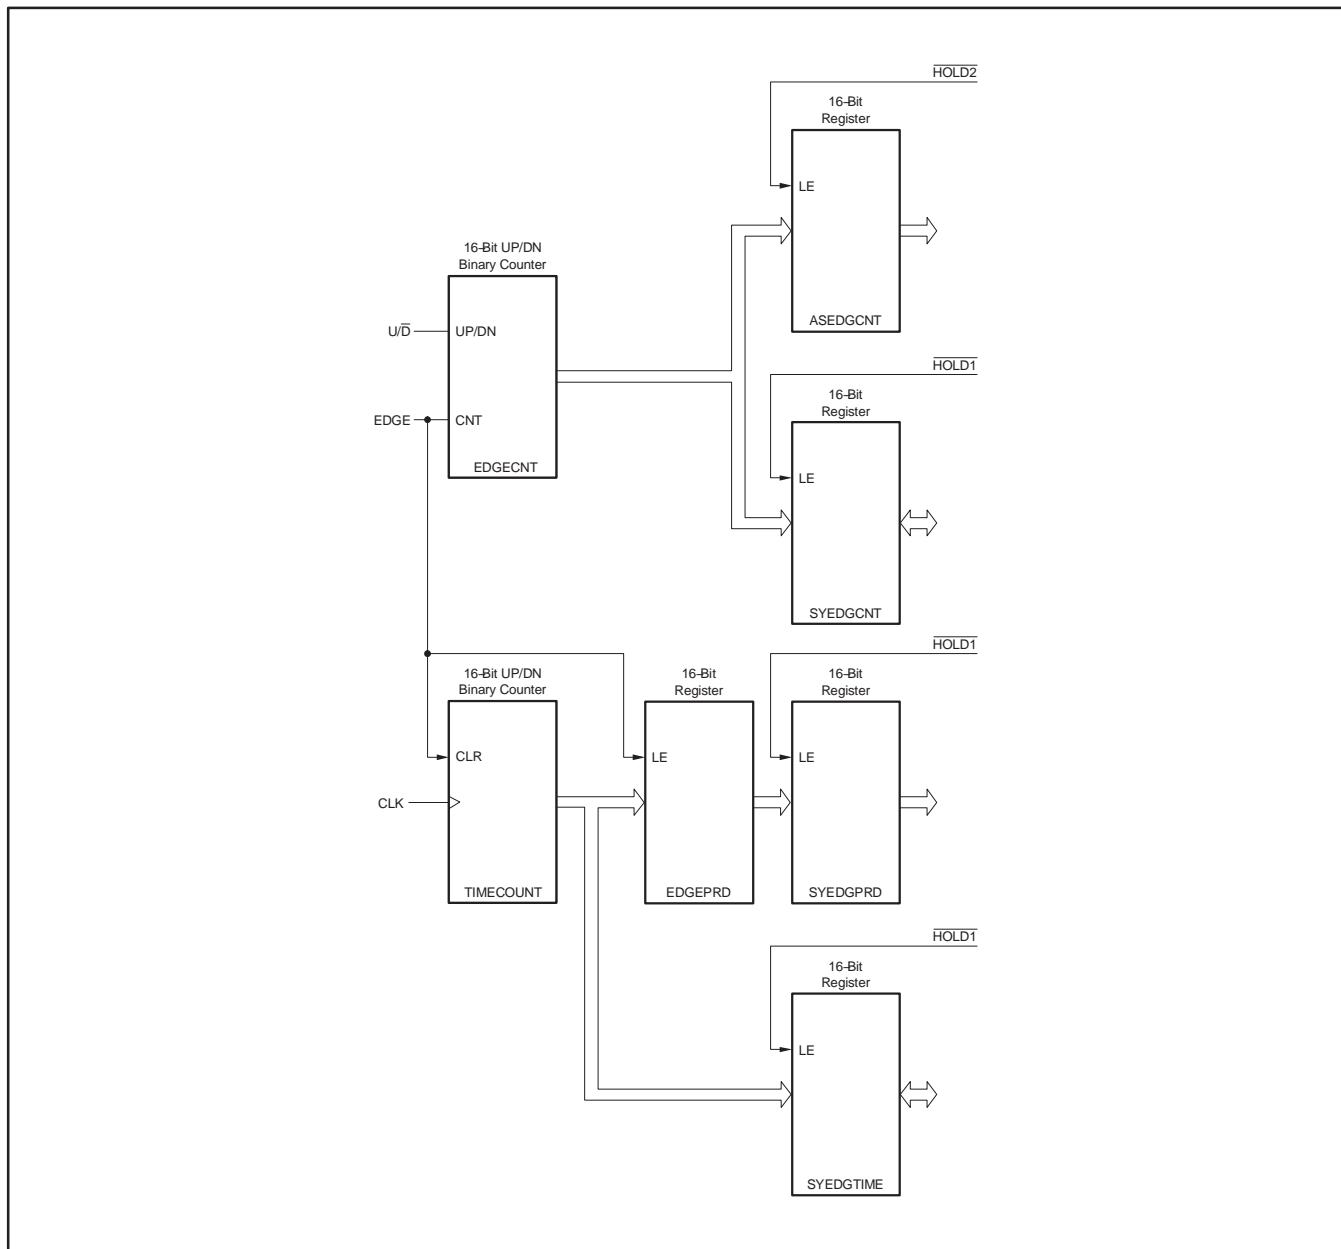 HOLD2
16-Bit
Register
LE
ASEDGCNT
16-Bit UP/DN
Binary Counter
U/D
UP/DN
EDGE
CNT
EDGECNT
HOLD1
16-Bit
Register
LE
SYEDGCNT
16-Bit UP/DN
Binary Counter
CLR
CLK
TIMECOUNT
16-Bit
Register
LE
EDGEPRD
HOLD1
16-Bit
Register
LE
SYEDGPRD
HOLD1
16-Bit
Register
LE
SYEDGTIME